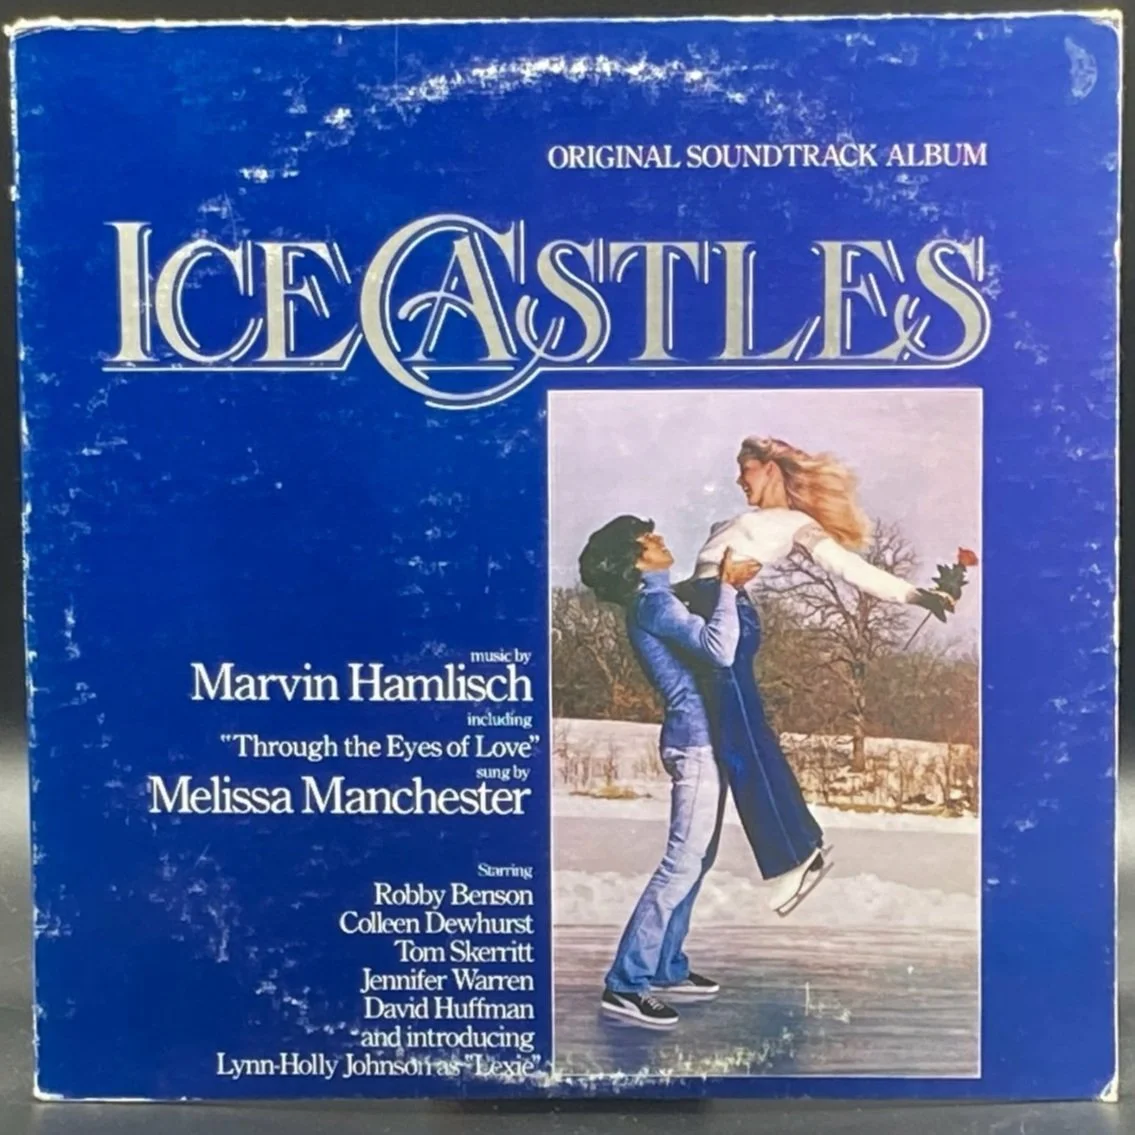 ORIGINAL SOUNDTRACK ALBUM
ICE CASTLES
music by
Marvin Hamlisch
including
"Through the Eyes of Love"
sung by
Melissa Manchester
Starring
Robby Benson
Colleen Dewhurst
Tom Skerritt
Jennifer Warren
David Huffman
and introducing
Lynn-Holly Johnson as "Lexie"